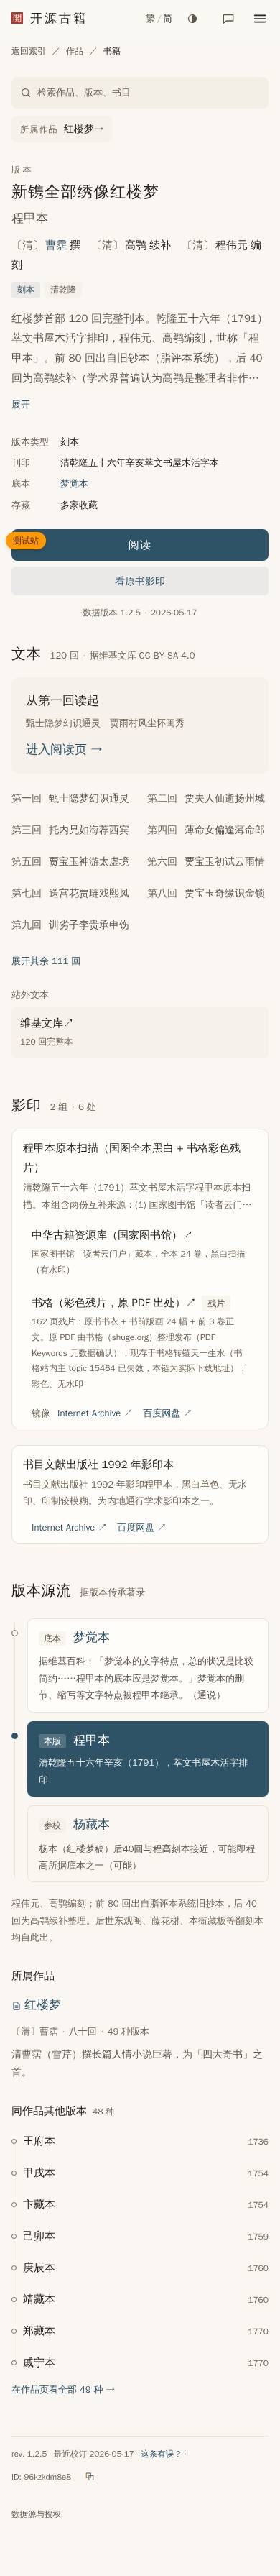 開 开源古籍 繁 / 简
返回索引 ／ 作品 ／ 书籍
检索作品、版本、书目
所属作品 红楼梦→
版 本
新镌全部绣像红楼梦
程甲本
〔清〕 曹霑 撰 〔清〕 高鹗 续补 〔清〕 程伟元 编
刻
刻本 清乾隆
红楼梦首部 120 回完整刊本。乾隆五十六年（1791）
萃文书屋木活字排印，程伟元、高鹗编刻，世称「程
甲本」。前 80 回出自旧钞本（脂评本系统），后 40
回为高鹗续补（学术界普遍认为高鹗是整理者非作…
展开
版本类型 刻本
刊印 清乾隆五十六年辛亥萃文书屋木活字本
底本 梦觉本
存藏 多家收藏
测试站
阅读
看原书影印
数据版本 1.2.5 · 2026-05-17
文本 120 回 · 据维基文库 CC BY-SA 4.0
从第一回读起
甄士隐梦幻识通灵 贾雨村风尘怀闺秀
进入阅读页 →
第一回 甄士隐梦幻识通灵 第二回 贾夫人仙逝扬州城
第三回 托内兄如海荐西宾 第四回 薄命女偏逢薄命郎
第五回 贾宝玉神游太虚境 第六回 贾宝玉初试云雨情
第七回 送宫花贾琏戏熙凤 第八回 贾宝玉奇缘识金锁
第九回 训劣子李贵承申饬
展开其余 111 回
站外文本
维基文库↗
120 回完整本
影印 2 组 · 6 处
程甲本原本扫描（国图全本黑白 + 书格彩色残
片）
清乾隆五十六年（1791）萃文书屋木活字程甲本原本扫
描。本组含两份互补来源：(1) 国家图书馆「读者云门…
中华古籍资源库（国家图书馆）↗
国家图书馆「读者云门户」藏本，全本 24 卷，黑白扫描
（有水印）
书格（彩色残片，原 PDF 出处）↗ 残片
162 页残片：原书书衣 + 书前版画 24 幅 + 前 3 卷正
文。原 PDF 由书格（shuge.org）整理发布（PDF
Keywords 元数据确认），现存于书格转链天一生水（书
格站内主 topic 15464 已失效，本链为实际下载地址）；
彩色、无水印
镜像 Internet Archive ↗ 百度网盘 ↗
书目文献出版社 1992 年影印本
书目文献出版社 1992 年影印程甲本，黑白单色、无水
印、印制较模糊。为内地通行学术影印本之一。
Internet Archive ↗ 百度网盘 ↗
版本源流 据版本传承著录
底本 梦觉本
据维基百科：「梦觉本的文字特点，总的状况是比较
简约……程甲本的底本应是梦觉本。」梦觉本的删
节、缩写等文字特点被程甲本继承。（通说）
本版 程甲本
清乾隆五十六年辛亥（1791），萃文书屋木活字排
印
参校 杨藏本
杨本（红楼梦稿）后40回与程高刻本接近，可能即程
高所据底本之一（可能）
程伟元、高鹗编刻；前 80 回出自脂评本系统旧抄本，后 40
回为高鹗续补整理。后世东观阁、藤花榭、本衙藏板等翻刻本
均自此出。
所属作品
红楼梦
〔清〕曹霑 · 八十回 · 49 种版本
清曹霑（雪芹）撰长篇人情小说巨著，为「四大奇书」之
首。
同作品其他版本 48 种
王府本 1736
甲戌本 1754
卞藏本 1754
己卯本 1759
庚辰本 1760
靖藏本 1760
郑藏本 1770
戚宁本 1770
在作品页看全部 49 种 →
rev. 1.2.5 · 最近校订 2026-05-17 · 这条有误？ ·
ID: 96kzkdm8e8
数据源与授权